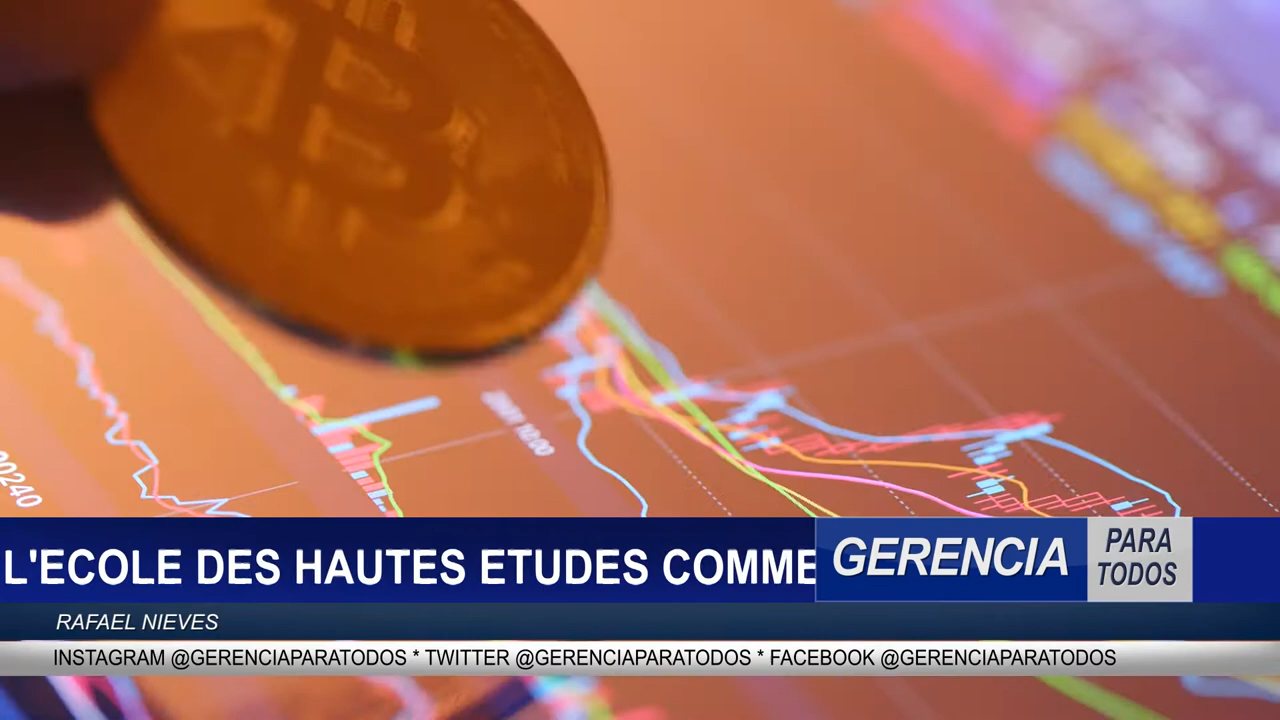 L'ECOLE DES HAUTES ETUDES COMME
GERENCIA
PARA
TODOS
RAFAEL NIEVES
INSTAGRAM @GERENCIAPARATODOS * TWITTER @GERENCIAPARATODOS * FACEBOOK @GERENCIAPARATODOS